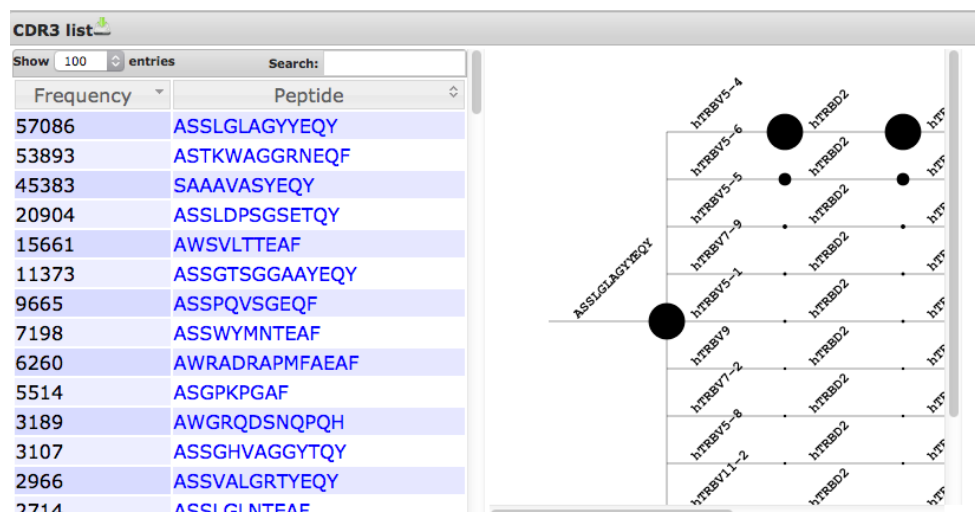 CDR3 list
Show 100 entries Search:
Frequency Peptide
57086 ASSLGLAGYYEQY
53893 ASTKWAGGRNEQF
45383 SAAAVASYEQY
20904 ASSLDPSGSETQY
15661 AWSVLTTEAF
11373 ASSGTSGGAAYEQY
9665 ASSPQVSGEQF
7198 ASSWYMNTEAF
6260 AWRADRAPMFAEAF
5514 ASGPKPGAF
3189 AWGRQDSNQPQH
3107 ASSGHVAGGYTQY
2966 ASSVALGRTYEQY
2714 ASSLGLNTEAF
ASSLGLAGYYEQY
hTRBV5-4 hTRBD2
hTRBV5-6 hTRBD2
hTRBV5-5 hTRBD2
hTRBV7-9 hTRBD2
hTRBV5-1 hTRBD2
hTRBV9 hTRBD2
hTRBV7-2 hTRBD2
hTRBV5-8 hTRBD2
hTRBV11-2 hTRBD2